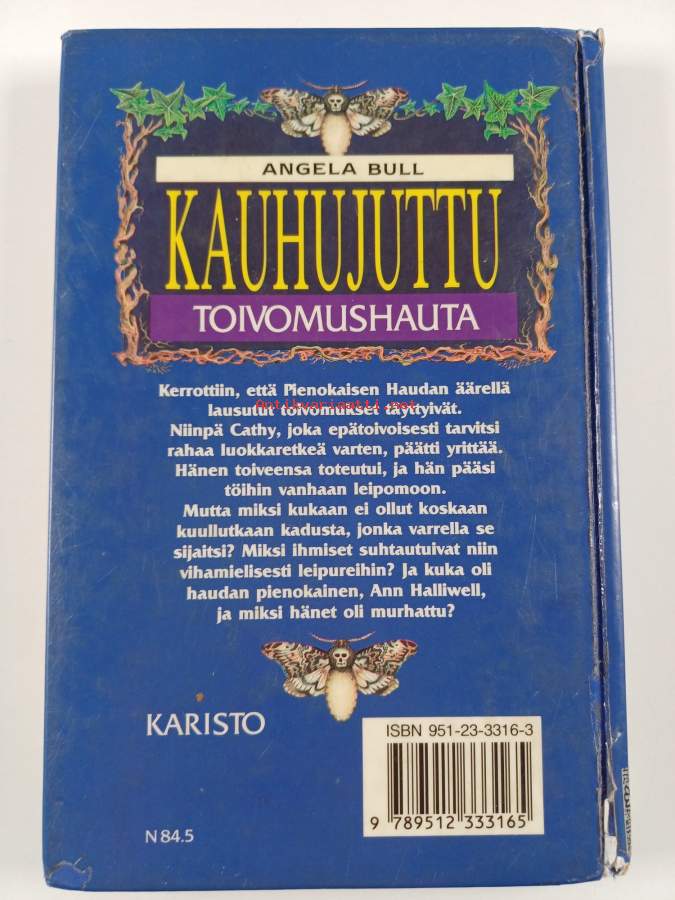 ANGELA BULL
KAUHUJUTTU
TOIVOMUSHAUTA
Kerrottiin, että Pienokaisen Haudan äärellä
lausutut toivomukset täyttyivät.
Antikvariaatti.net
Niinpä Cathy, joka epätoivoisesti tarvitsi
rahaa luokkaretkeä varten, päätti yrittää.
Hänen toiveensa toteutui, ja hän pääsi
töihin vanhaan leipomoon.
Mutta miksi kukaan ei ollut koskaan
kuullutkaan kadusta, jonka varrella se
sijaitsi? Miksi ihmiset suhtautuivat niin
vihamielisesti leipureihin? Ja kuka oli
haudan pienokainen, Ann Halliwell,
ja miksi hänet oli murhattu?
KARISTO
ISBN 951-23-3316-3
9 789512 333165
N 84.5